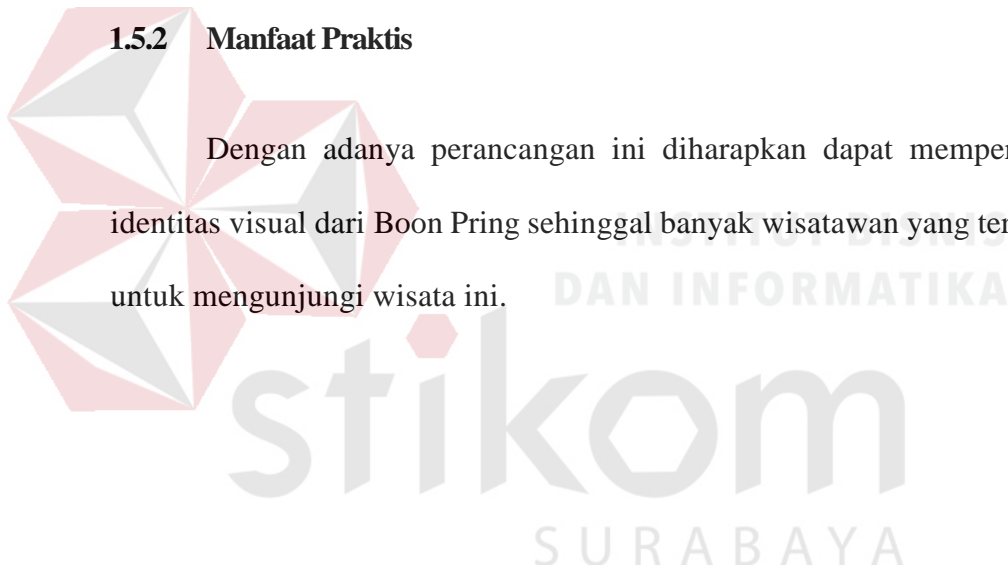 1.5.2 Manfaat Praktis
Dengan adanya perancangan ini diharapkan dapat memper
identitas visual dari Boon Pring sehinggal banyak wisatawan yang ter
untuk mengunjungi wisata ini.
INSTITUT BISNIS
DAN INFORMATIKA
stikom
SURABAYA